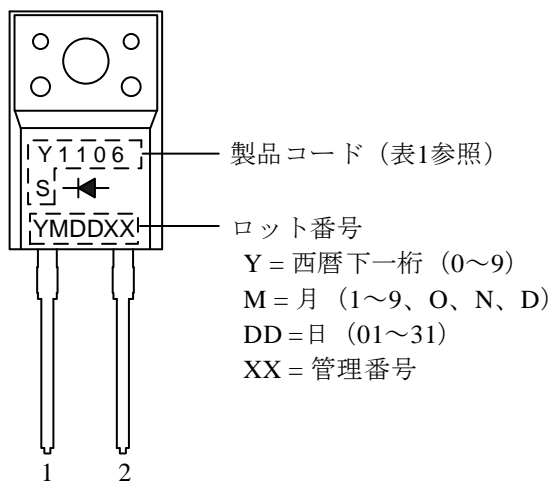 Y1106
S
YMDDXX
製品コード（表1参照）
ロット番号
Y = 西暦下一桁（0～9）
M = 月（1～9、O、N、D）
DD =日（01～31）
XX = 管理番号
1 2